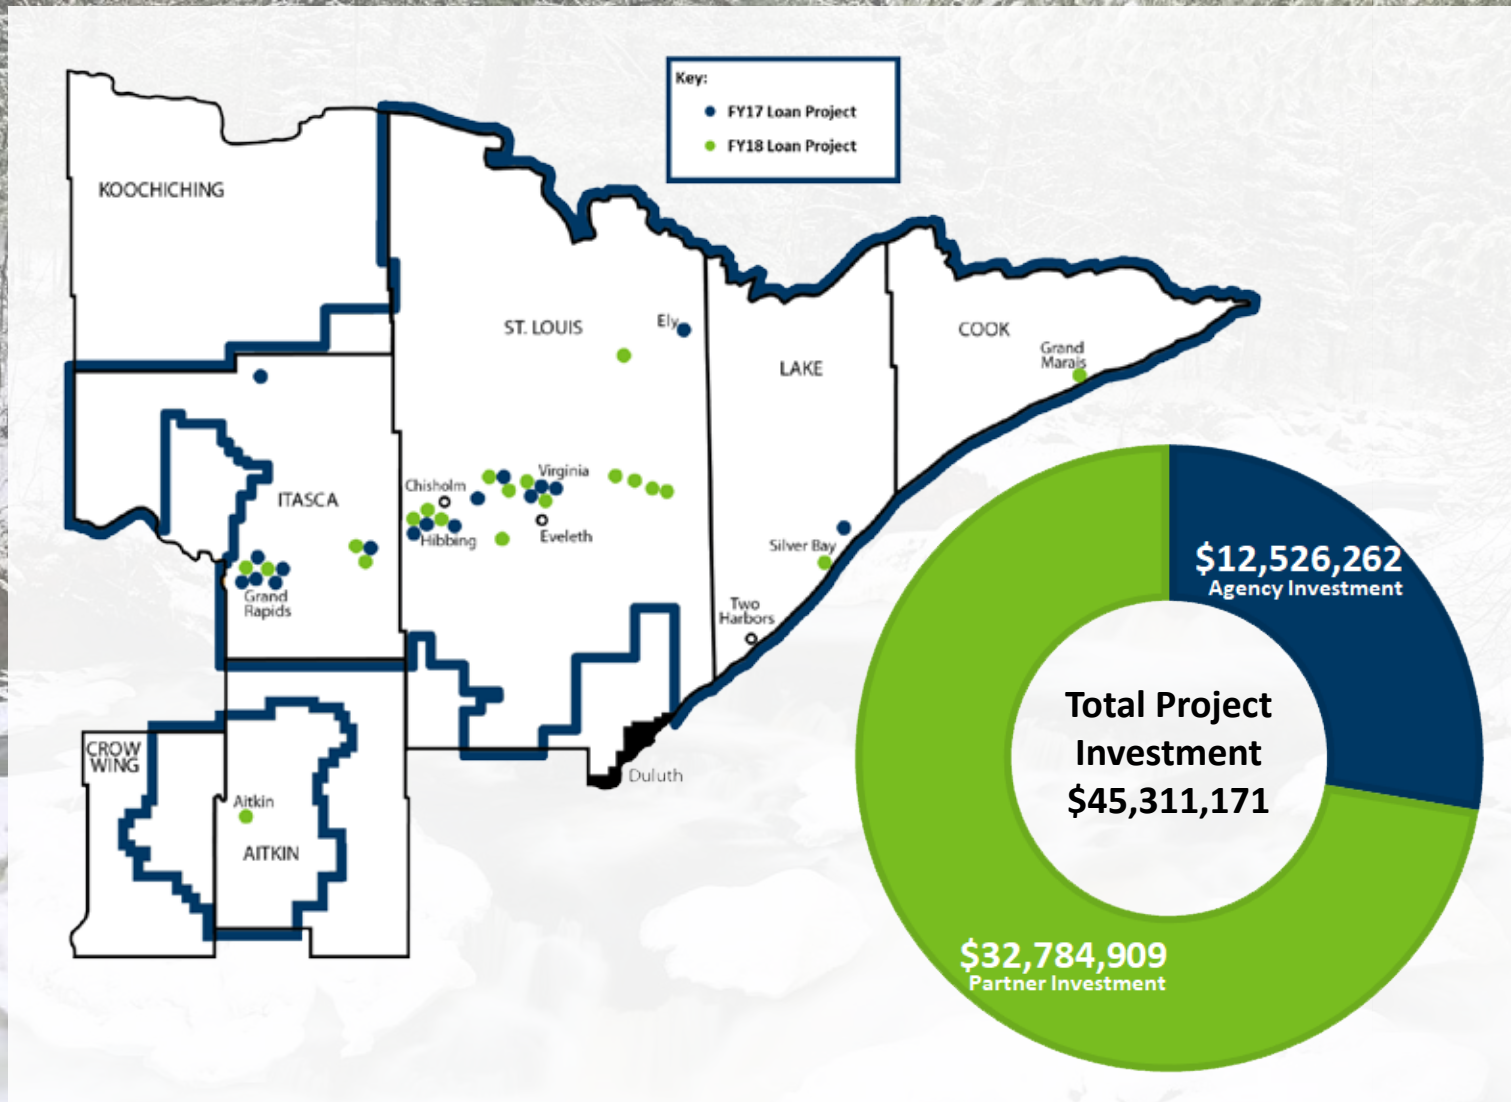 Key:
FY17 Loan Project
FY18 Loan Project
KOOCHICHING
ST. LOUIS
Ely
LAKE
COOK
Grand
Marais
ITASCA
Chisholm
Virginia
Hibbing
Eveleth
Silver Bay
Grand
Rapids
Two
Harbors
CROW
WING
Duluth
Aitkin
AITKIN
$12,526,262
Agency Investment
Total Project
Investment
$45,311,171
$32,784,909
Partner Investment